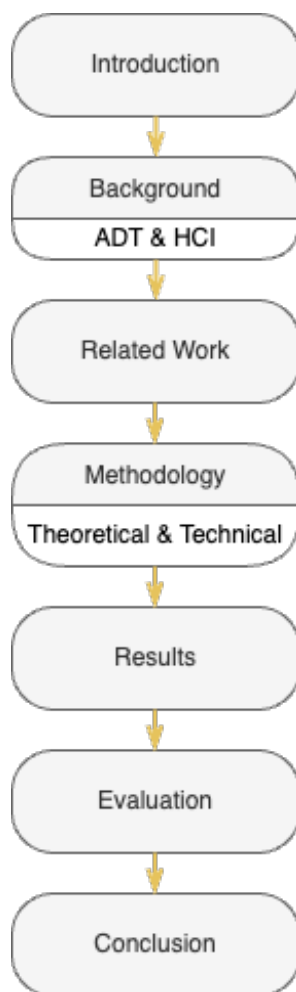 Introduction
Background
ADT & HCI
Related Work
Methodology
Theoretical & Technical
Results
Evaluation
Conclusion